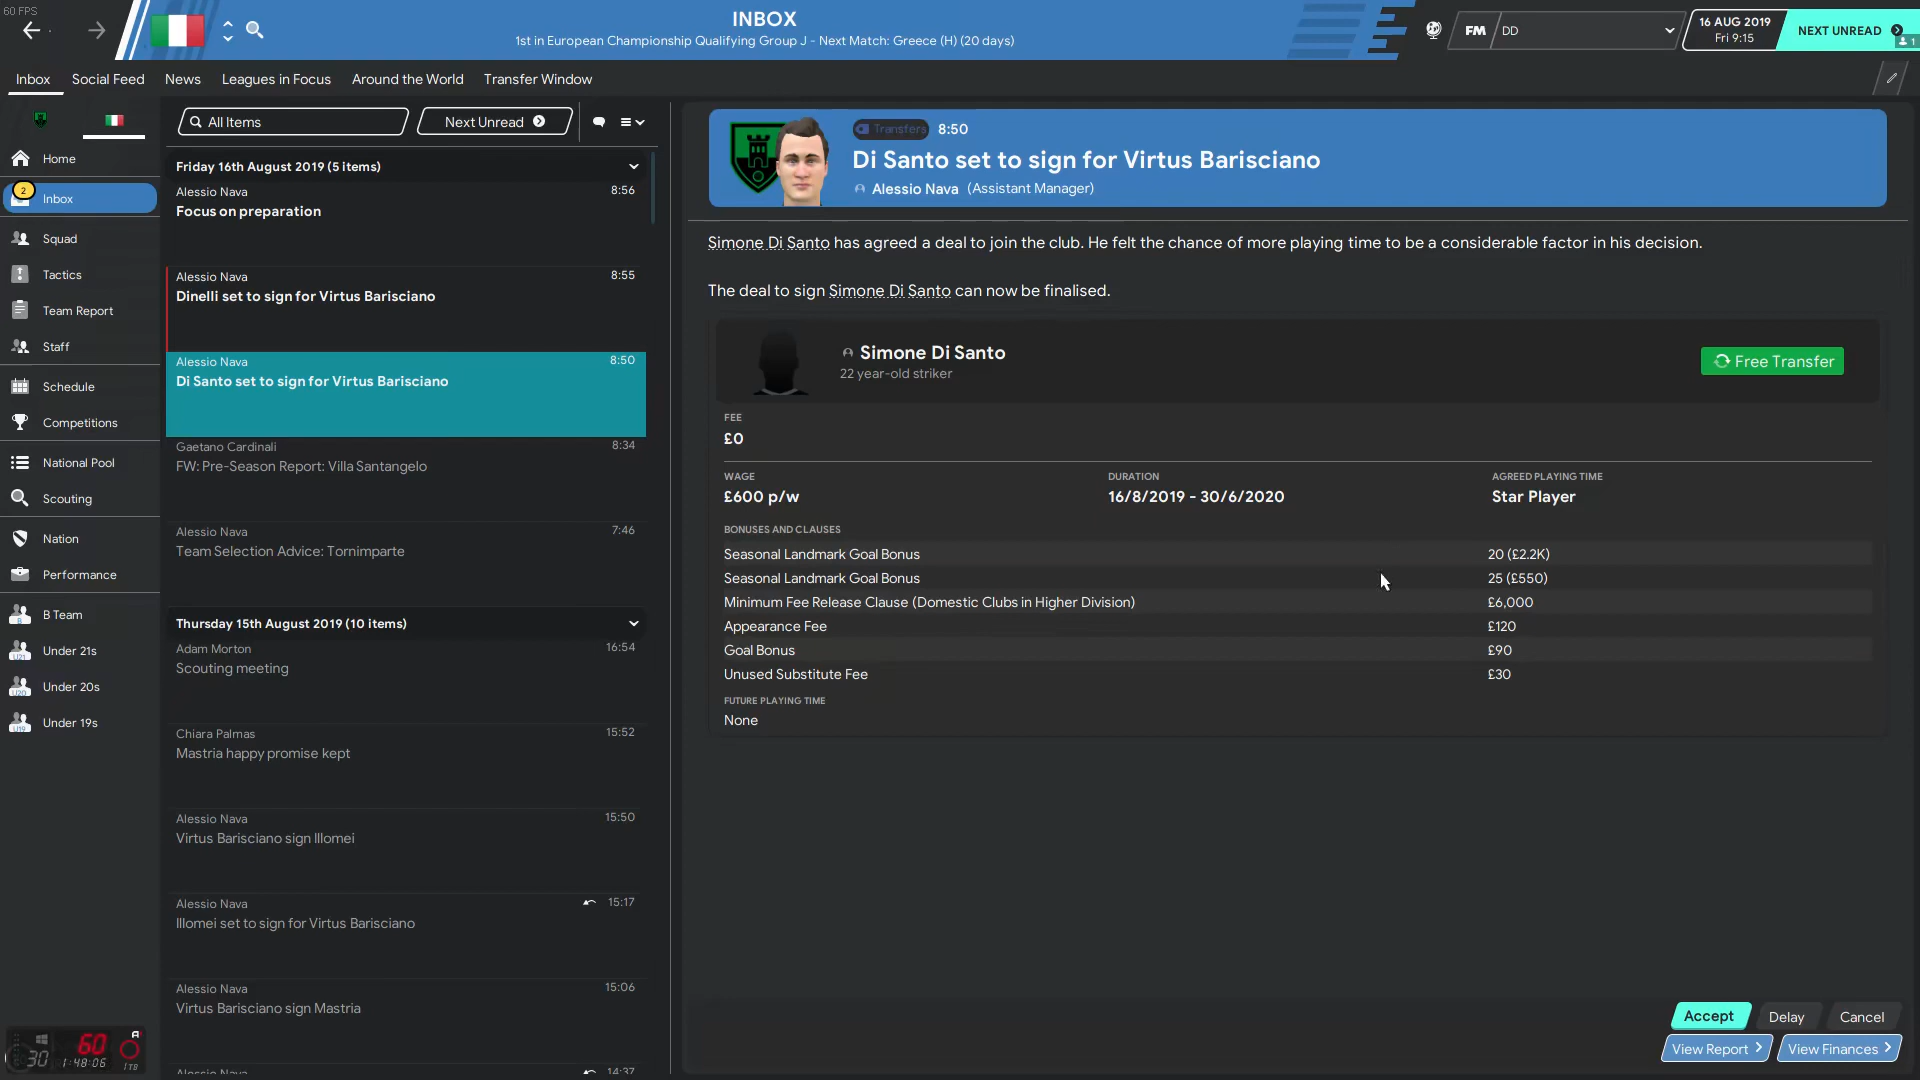 60 FPS
INBOX
1st in European Championship Qualifying Group J - Next Match: Greece (H) (20 days)
FM DD
16 AUG 2019
Fri 9:15
NEXT UNREAD
1
Inbox Social Feed News Leagues in Focus Around the World Transfer Window
All Items
Next Unread
Home
2
Inbox
Squad
Tactics
Team Report
Staff
Schedule
Competitions
National Pool
Scouting
Nation
Performance
B Team
Under 21s
Under 20s
Under 19s
Friday 16th August 2019 (5 items)
Alessio Nava 8:56
Focus on preparation
Alessio Nava 8:55
Dinelli set to sign for Virtus Barisciano
Alessio Nava 8:50
Di Santo set to sign for Virtus Barisciano
Gaetano Cardinali 8:34
FW: Pre-Season Report: Villa Santangelo
Alessio Nava 7:46
Team Selection Advice: Tornimparte
Thursday 15th August 2019 (10 items)
Adam Morton 16:54
Scouting meeting
Chiara Palmas 15:52
Mastria happy promise kept
Alessio Nava 15:50
Virtus Barisciano sign Illomei
Alessio Nava 15:17
Illomei set to sign for Virtus Barisciano
Alessio Nava 15:06
Virtus Barisciano sign Mastria
Alessio Nava 14:37
Transfers 8:50
Di Santo set to sign for Virtus Barisciano
Alessio Nava (Assistant Manager)
Simone Di Santo has agreed a deal to join the club. He felt the chance of more playing time to be a considerable factor in his decision.
The deal to sign Simone Di Santo can now be finalised.
Simone Di Santo
22 year-old striker
Free Transfer
FEE
£0
WAGE DURATION AGREED PLAYING TIME
£600 p/w 16/8/2019 - 30/6/2020 Star Player
BONUSES AND CLAUSES
Seasonal Landmark Goal Bonus 20 (£2.2K)
Seasonal Landmark Goal Bonus 25 (£550)
Minimum Fee Release Clause (Domestic Clubs in Higher Division) £6,000
Appearance Fee £120
Goal Bonus £90
Unused Substitute Fee £30
FUTURE PLAYING TIME
None
Accept Delay Cancel
View Report View Finances
60
30 1:48:06 1TB